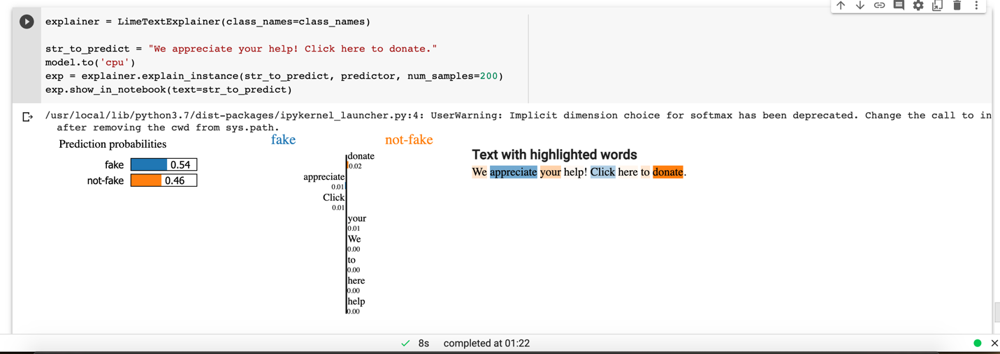 explainer = LimeTextExplainer(class_names=class_names)
str_to_predict = "We appreciate your help! Click here to donate."
model.to('cpu')
exp = explainer.explain_instance(str_to_predict, predictor, num_samples=200)
exp.show_in_notebook(text=str_to_predict)
/usr/local/lib/python3.7/dist-packages/ipykernel_launcher.py:4: UserWarning: Implicit dimension choice for softmax has been deprecated. Change the call to in
after removing the cwd from sys.path.
Prediction probabilities
fake 0.54
not-fake 0.46
fake not-fake
donate
0.02
appreciate
0.01
Click
0.01
your
0.01
We
0.00
to
0.00
here
0.00
help
0.00
Text with highlighted words
We appreciate your help! Click here to donate.
8s completed at 01:22